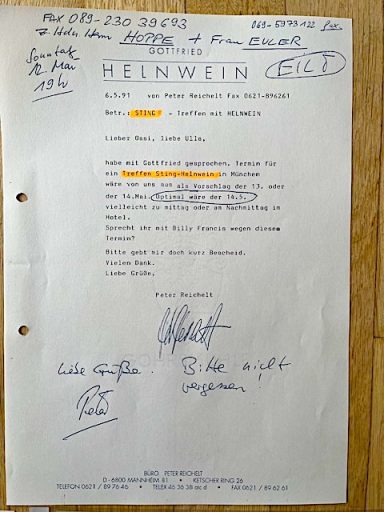 FAX 089-230 39693
069-5973122 fax
z. Hdn. Herrn HOPPE + Frau EULER
Sonntag
12. Mai
19 h
EILT
GOTTFRIED
HELNWEIN
6.5.91 von Peter Reichelt Fax 0621-896261
Betr.: STING - Treffen mit HELNWEIN
Lieber Ossi, liebe Ulla,
habe mit Gottfried gesprochen, Termin für
ein Treffen Sting-Helnwein in München
wäre von uns aus als Vorschlag der 13. oder
der 14.Mai. Optimal wäre der 14.5.
vielleicht zu mittag oder am Nachmittag in
Hotel.
Sprecht ihr mit Billy Francis wegen diesem
Termin?
Bitte gebt mir doch kurz Bescheid.
Vielen Dank.
Liebe Grüße,
Peter Reichelt
Liebe Grüße. Bitte nicht
vergessen!
Peter
BÜRO PETER REICHELT
D-6800 MANNHEIM 81 • KETSCHER RING 26
TELEFON 0621 / 89 76 46 • TELEX 46 36 38 arc d • FAX 0621 / 89 62 61